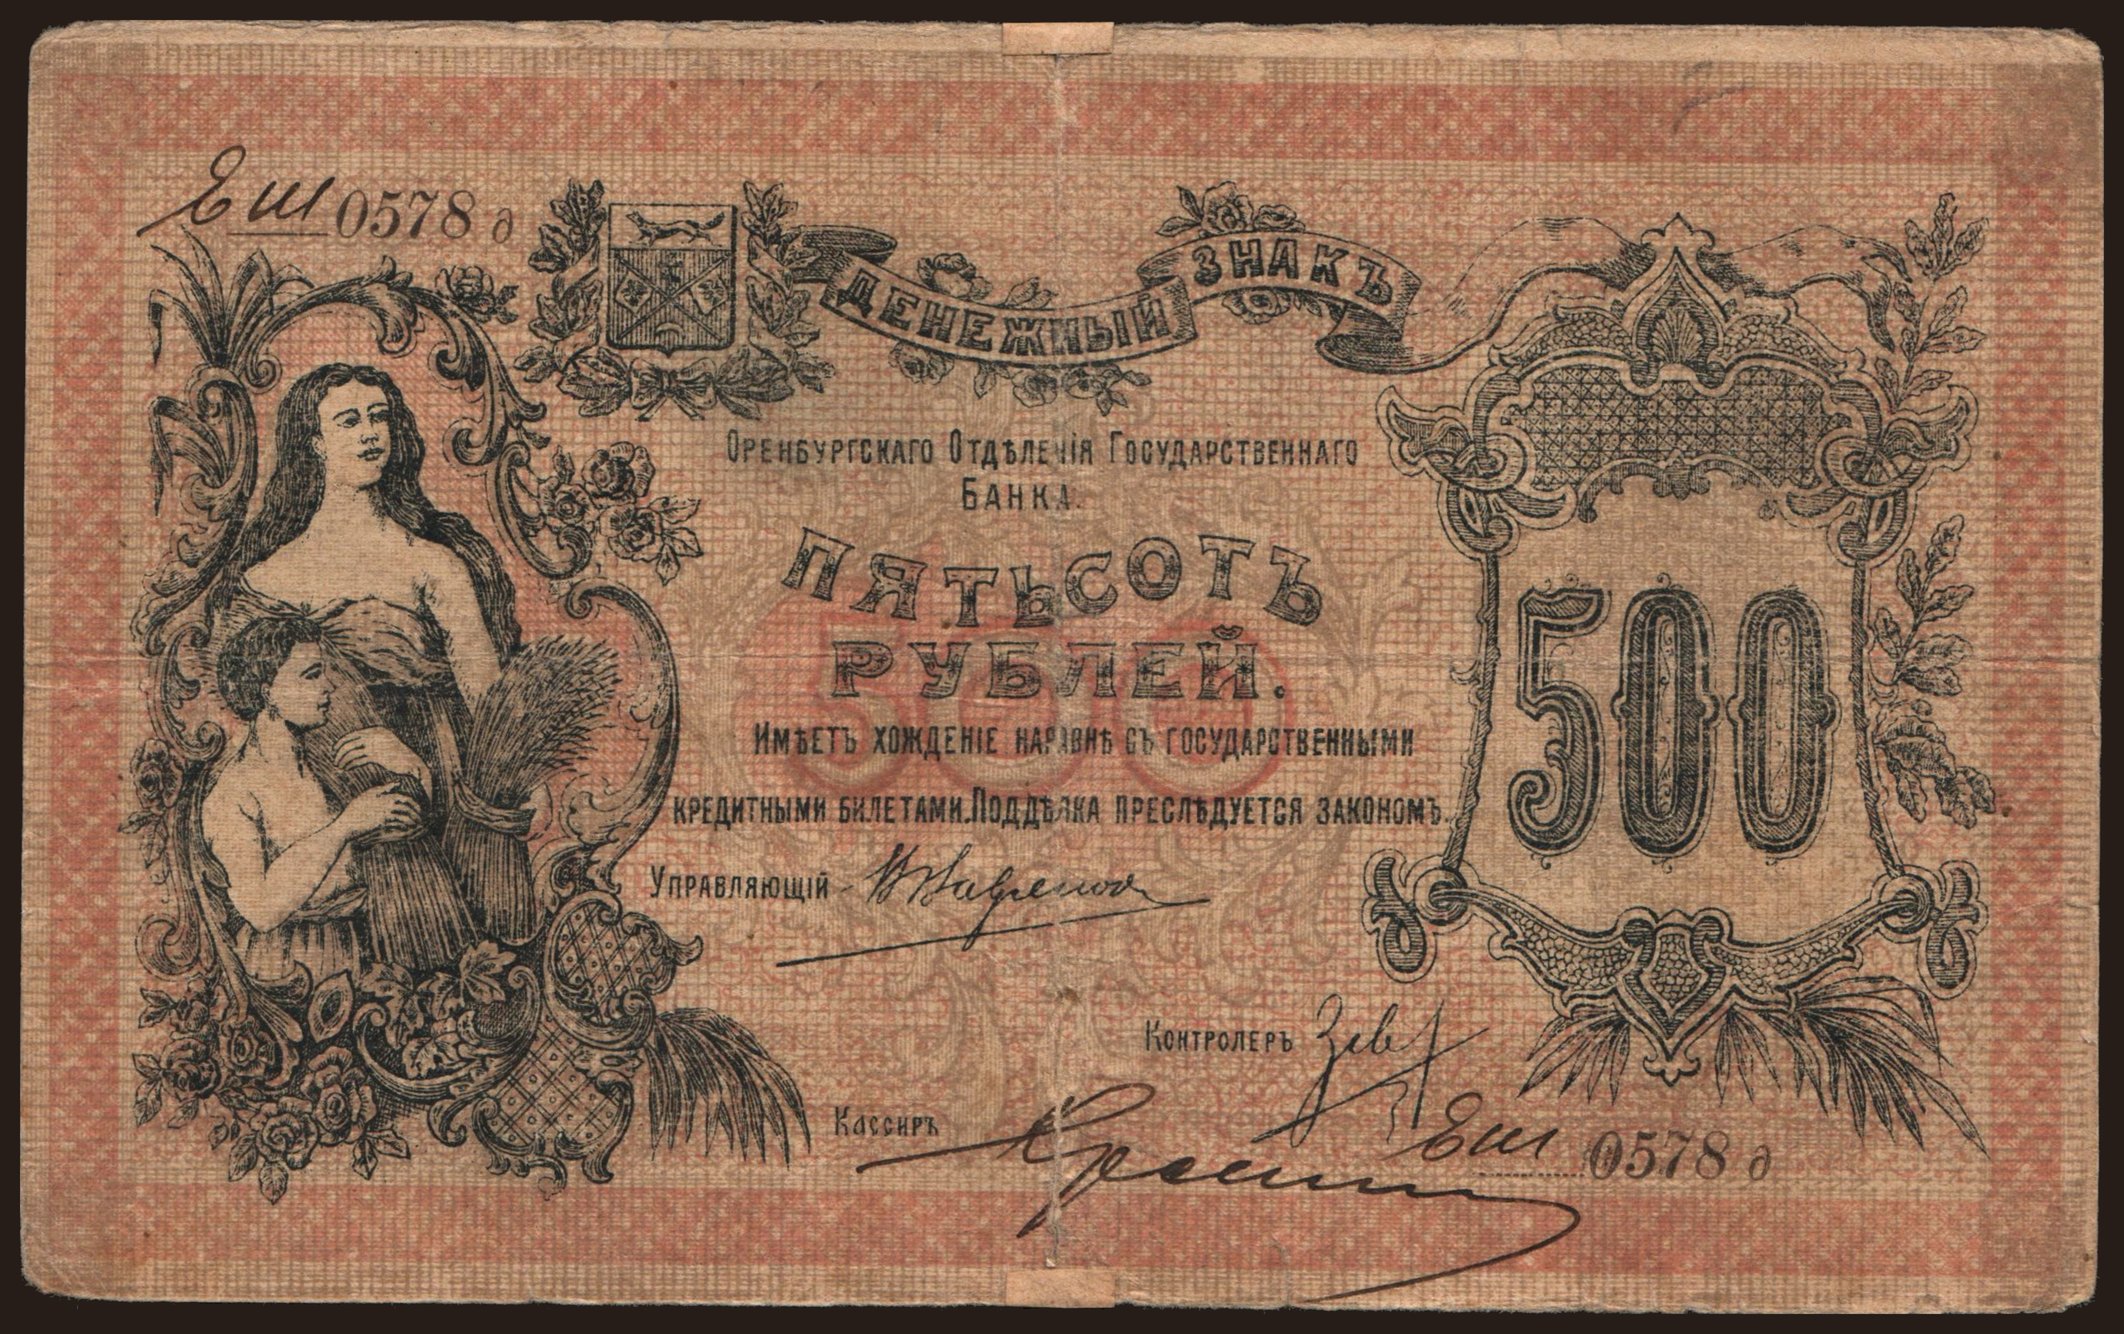 ЕШ 0578 д
ДЕНЕЖНЫЙ ЗНАКЪ
ОРЕНБУРГСКАГО ОТДѢЛЕНІЯ ГОСУДАРСТВЕННАГО
БАНКА.
ПЯТЬСОТЪ
РУБЛЕЙ.
500
500
ИМѢЕТЪ ХОЖДЕНІЕ НАРАВНѢ СЪ ГОСУДАРСТВЕННЫМИ
КРЕДИТНЫМИ БИЛЕТАМИ.ПОДДѢЛКА ПРЕСЛѢДУЕТСЯ ЗАКОНОМЪ.
УПРАВЛЯЮЩІЙ
КОНТРОЛЕРЪ
КАССИРЪ
ЕШ 0578 д